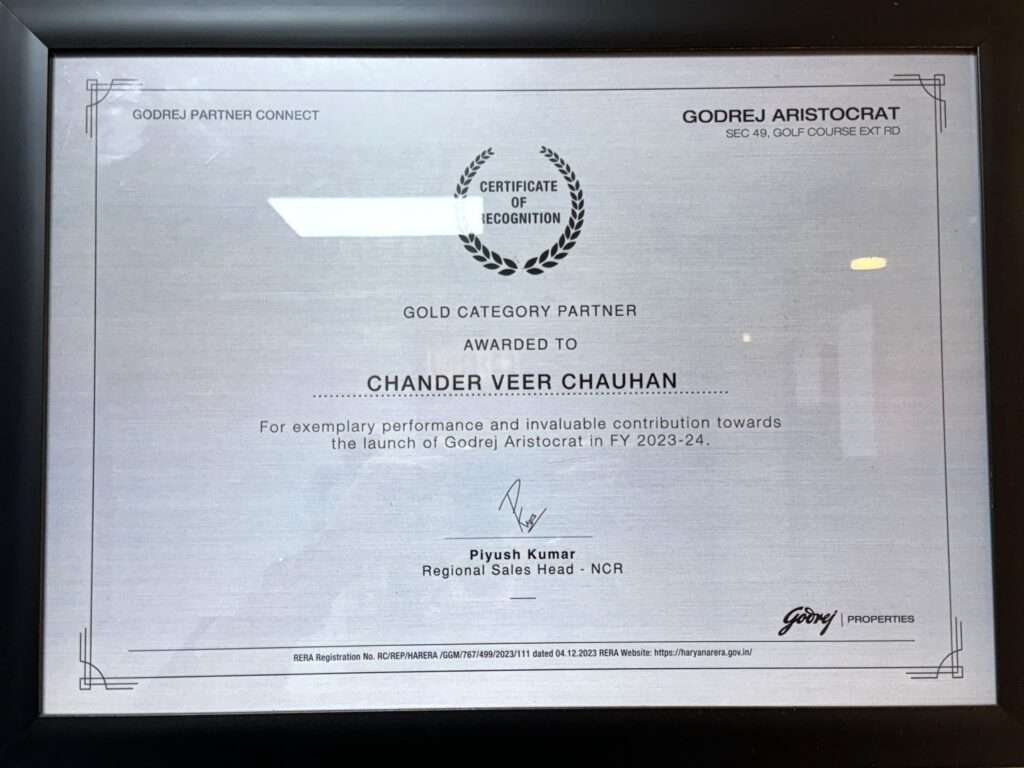 GODREJ PARTNER CONNECT
GODREJ ARISTOCRAT
SEC 49, GOLF COURSE EXT RD
CERTIFICATE
OF
RECOGNITION
GOLD CATEGORY PARTNER
AWARDED TO
CHANDER VEER CHAUHAN
For exemplary performance and invaluable contribution towards
the launch of Godrej Aristocrat in FY 2023-24.
Piyush Kumar
Regional Sales Head - NCR
Godrej | PROPERTIES
RERA Registration No. RC/REP/HARERA /GGM/767/499/2023/111 dated 04.12.2023 RERA Website: https://haryanarera.gov.in/